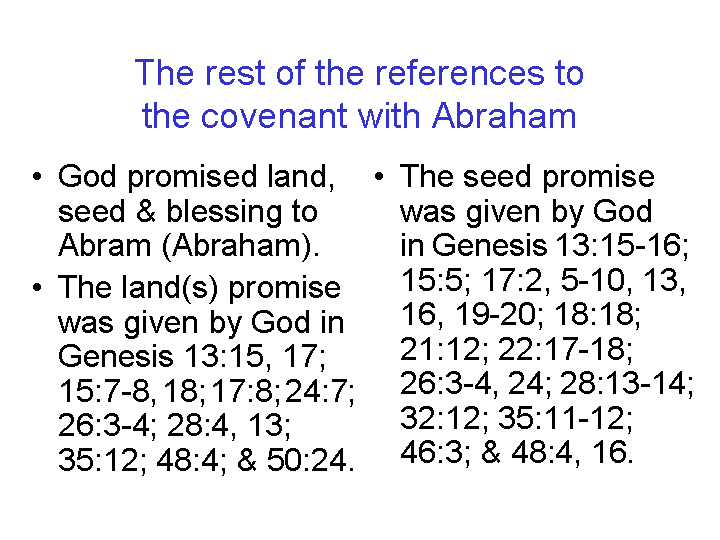 The rest of the references to
the covenant with Abraham
• God promised land,
seed & blessing to
Abram (Abraham).
• The land(s) promise
was given by God in
Genesis 13:15, 17;
15:7-8, 18; 17:8; 24:7;
26:3-4; 28:4, 13;
35:12; 48:4; & 50:24.
• The seed promise
was given by God
in Genesis 13:15-16;
15:5; 17:2, 5-10, 13,
16, 19-20; 18:18;
21:12; 22:17-18;
26:3-4, 24; 28:13-14;
32:12; 35:11-12;
46:3; & 48:4, 16.